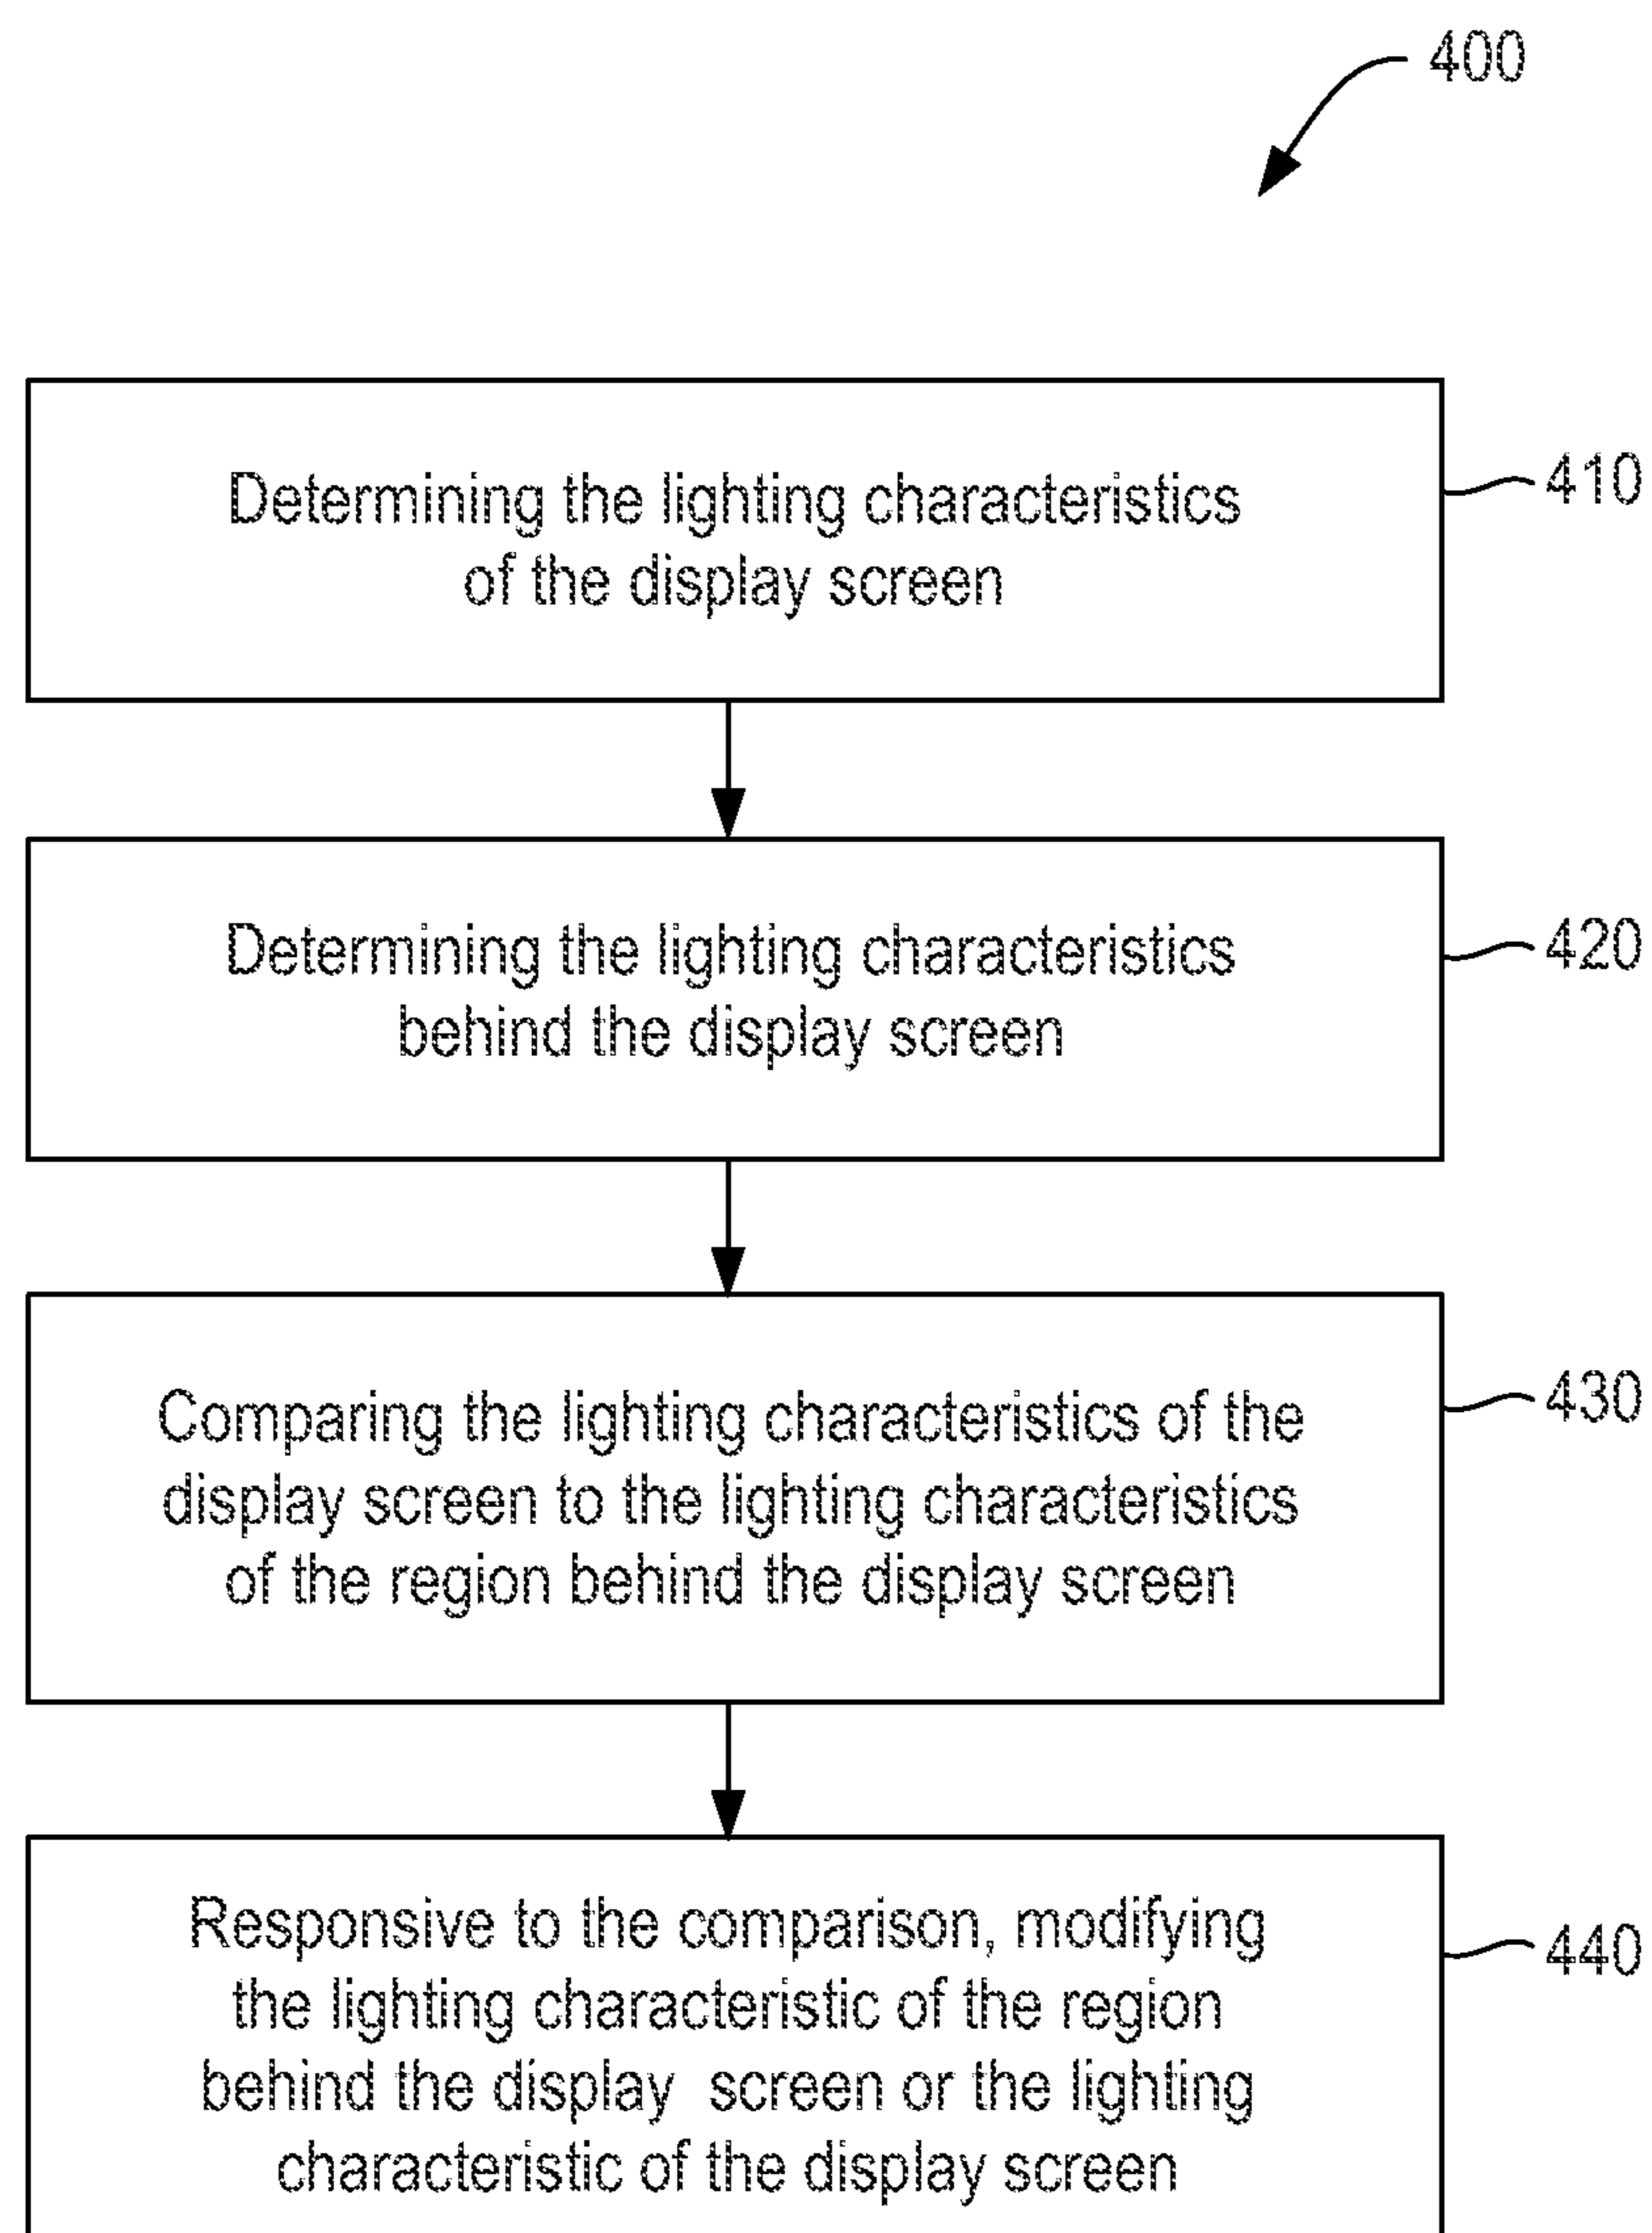 400
Determining the lighting characteristics
of the display screen
410
Determining the lighting characteristics
behind the display screen
420
Comparing the lighting characteristics of the
display screen to the lighting characteristics
of the region behind the display screen
430
Responsive to the comparison, modifying
the lighting characteristic of the region
behind the display screen or the lighting
characteristic of the display screen
440